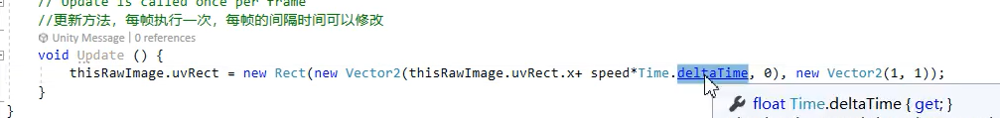 // Update is called once per frame
//更新方法，每帧执行一次，每帧的间隔时间可以修改
Unity Message | 0 references
void Update () {
thisRawImage.uvRect = new Rect(new Vector2(thisRawImage.uvRect.x+ speed*Time.deltaTime, 0), new Vector2(1, 1));
}
float Time.deltaTime { get; }
}